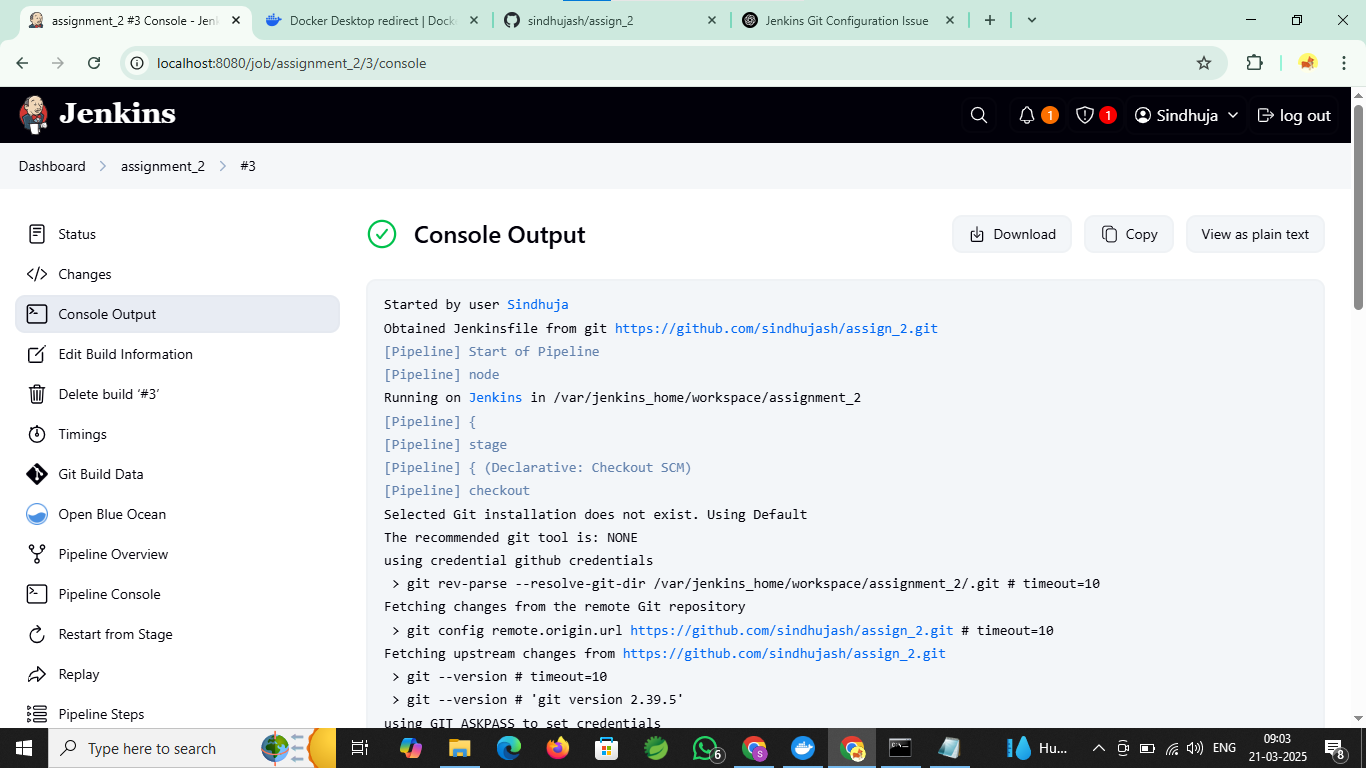 assignment_2 #3 Console - Jen
Docker Desktop redirect | Dock
sindhujash/assign_2
Jenkins Git Configuration Issue
localhost:8080/job/assignment_2/3/console
Jenkins
1
1
Sindhuja
log out
Dashboard
assignment_2
#3
Status
Changes
Console Output
Edit Build Information
Delete build ‘#3’
Timings
Git Build Data
Open Blue Ocean
Pipeline Overview
Pipeline Console
Restart from Stage
Replay
Pipeline Steps
Console Output
Download
Copy
View as plain text
Started by user Sindhuja
Obtained Jenkinsfile from git https://github.com/sindhujash/assign_2.git
[Pipeline] Start of Pipeline
[Pipeline] node
Running on Jenkins in /var/jenkins_home/workspace/assignment_2
[Pipeline] {
[Pipeline] stage
[Pipeline] { (Declarative: Checkout SCM)
[Pipeline] checkout
Selected Git installation does not exist. Using Default
The recommended git tool is: NONE
using credential github credentials
> git rev-parse --resolve-git-dir /var/jenkins_home/workspace/assignment_2/.git # timeout=10
Fetching changes from the remote Git repository
> git config remote.origin.url https://github.com/sindhujash/assign_2.git # timeout=10
Fetching upstream changes from https://github.com/sindhujash/assign_2.git
> git --version # timeout=10
> git --version # 'git version 2.39.5'
using GIT_ASKPASS to set credentials
Type here to search
6
S
Hu...
ENG
09:03
21-03-2025
8